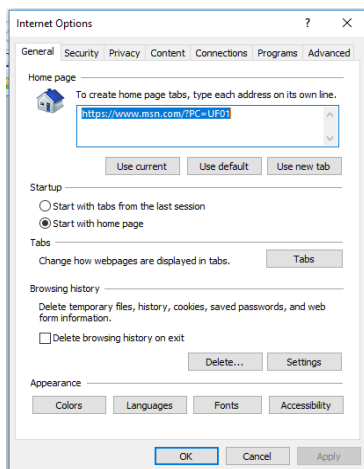 Internet Options ? X
General Security Privacy Content Connections Programs Advanced
Home page
To create home page tabs, type each address on its own line.
https://www.msn.com/?PC=UF01
Use current Use default Use new tab
Startup
Start with tabs from the last session
Start with home page
Tabs
Change how webpages are displayed in tabs. Tabs
Browsing history
Delete temporary files, history, cookies, saved passwords, and web
form information.
Delete browsing history on exit
Delete... Settings
Appearance
Colors Languages Fonts Accessibility
OK Cancel Apply